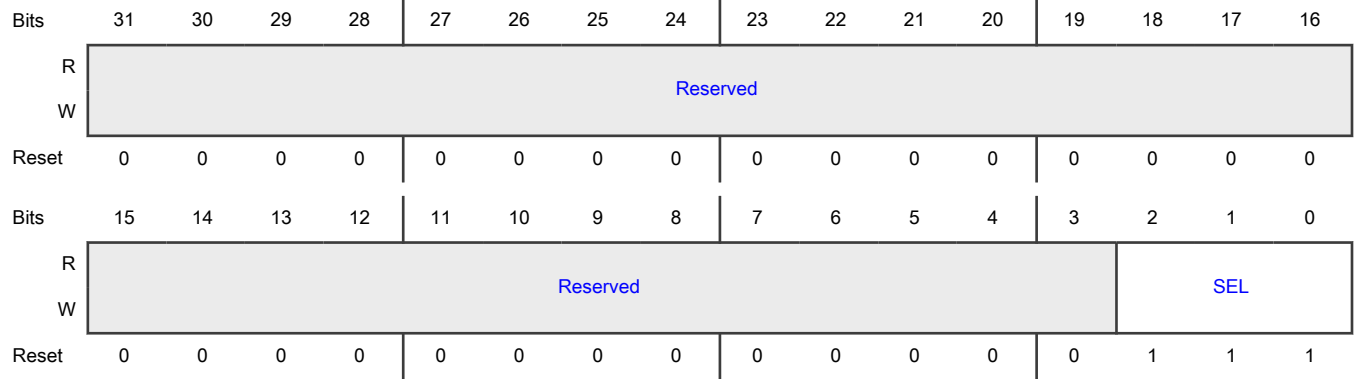 Bits 31 30 29 28 27 26 25 24 23 22 21 20 19 18 17 16
R
Reserved
W
Reset 0 0 0 0 0 0 0 0 0 0 0 0 0 0 0 0
Bits 15 14 13 12 11 10 9 8 7 6 5 4 3 2 1 0
R
Reserved SEL
W
Reset 0 0 0 0 0 0 0 0 0 0 0 0 0 1 1 1